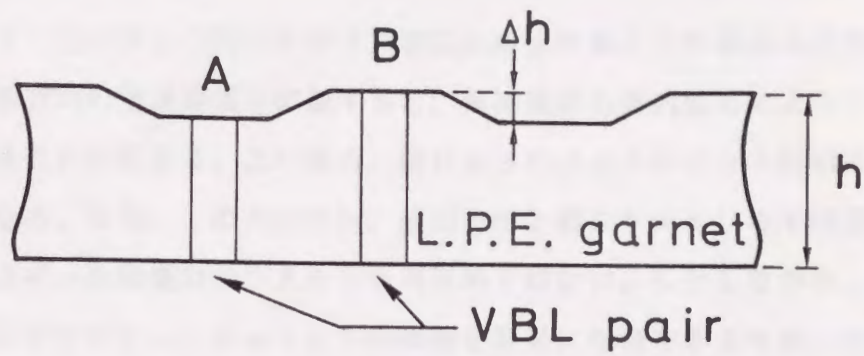 Δh
A
B
h
L.P.E. garnet
VBL pair